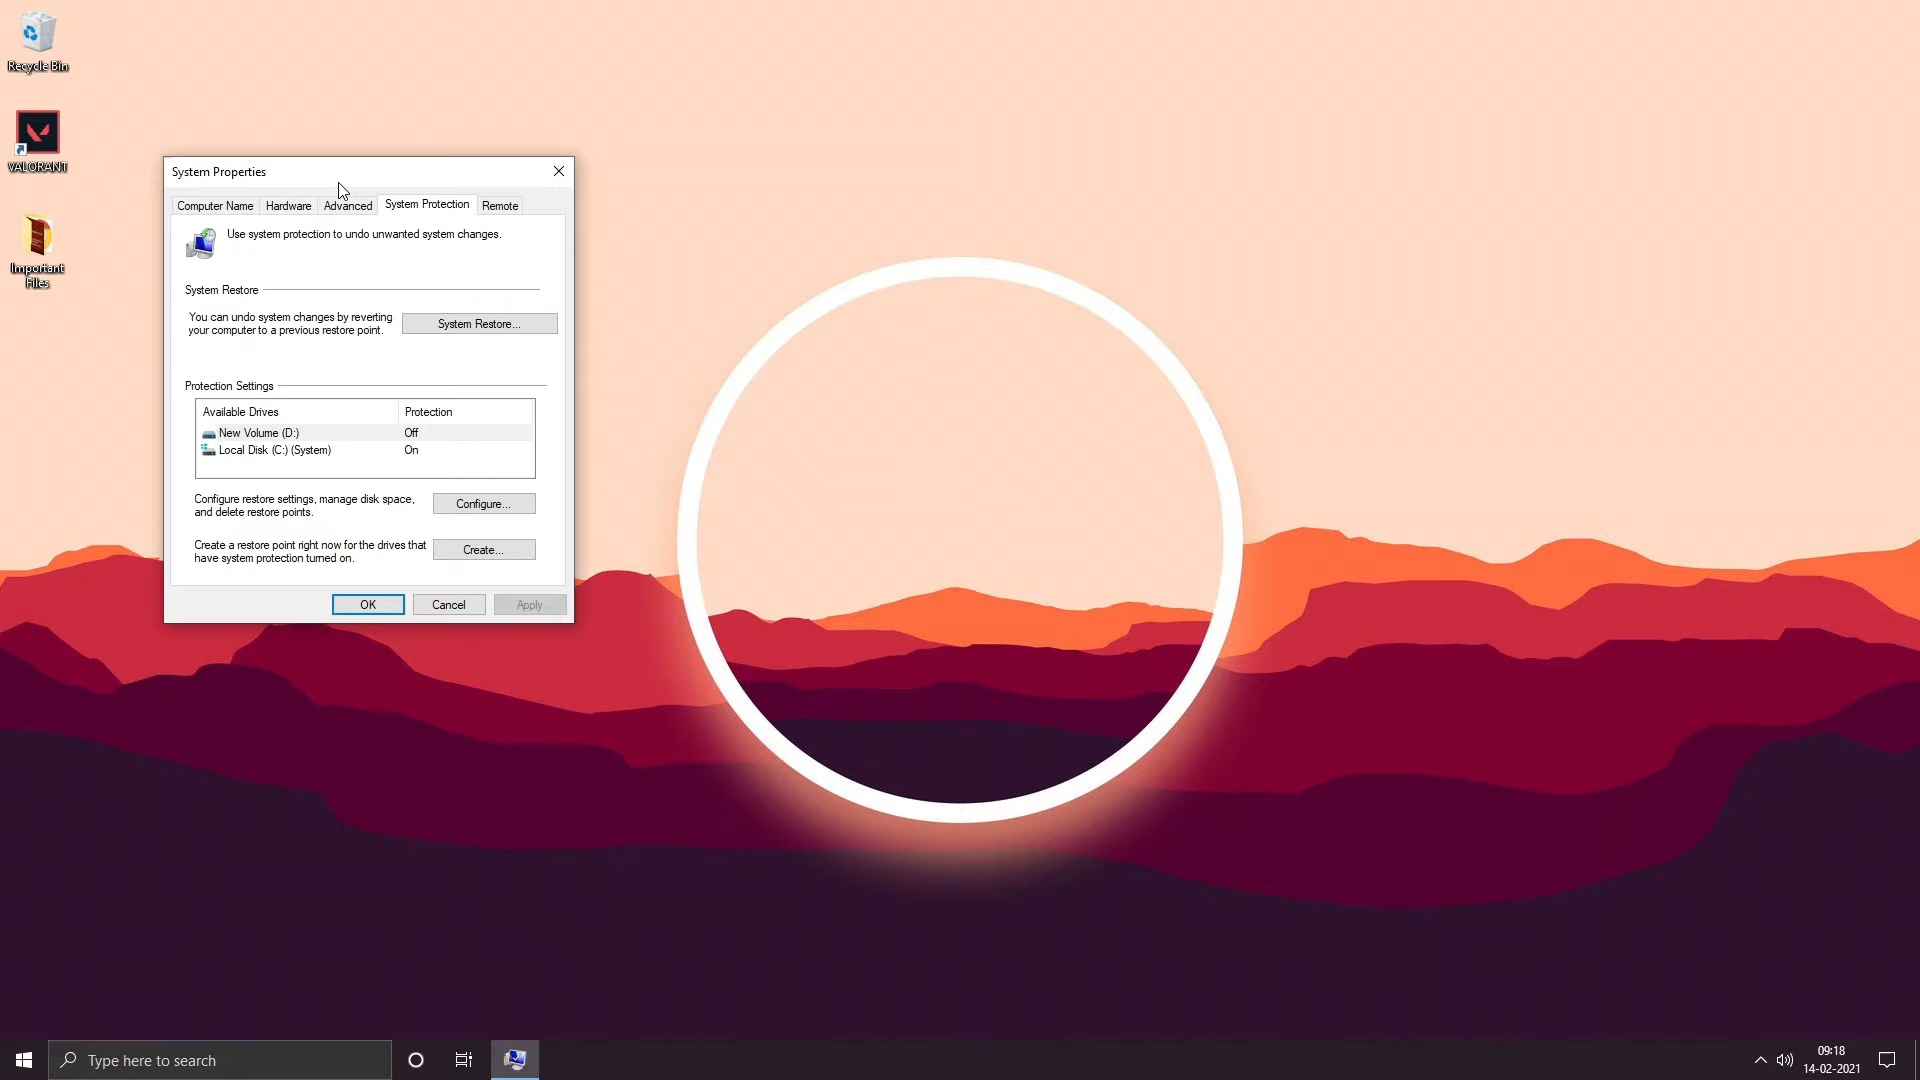 Recycle Bin
VALORANT
Important
Files
System Properties
Computer Name
Hardware
Advanced
System Protection
Remote
Use system protection to undo unwanted system changes.
System Restore
You can undo system changes by reverting
your computer to a previous restore point.
System Restore...
Protection Settings
Available Drives
Protection
New Volume (D:)
Off
Local Disk (C:) (System)
On
Configure restore settings, manage disk space,
and delete restore points.
Configure...
Create a restore point right now for the drives that
have system protection turned on.
Create...
OK
Cancel
Apply
Type here to search
09:18
14-02-2021